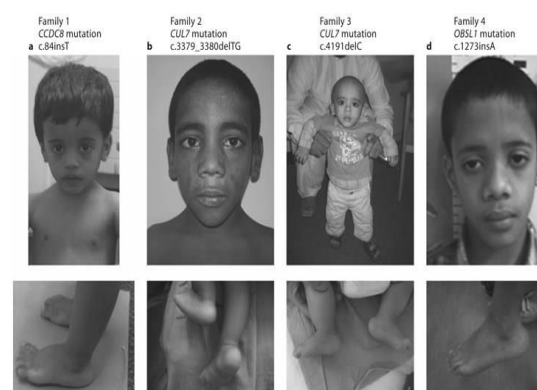 Family 1
CCDC8 mutation
a c.84insT
Family 2
CUL7 mutation
b c.3379_3380delTG
Family 3
CUL7 mutation
c c.4191delC
Family 4
OBSL1 mutation
d c.1273insA